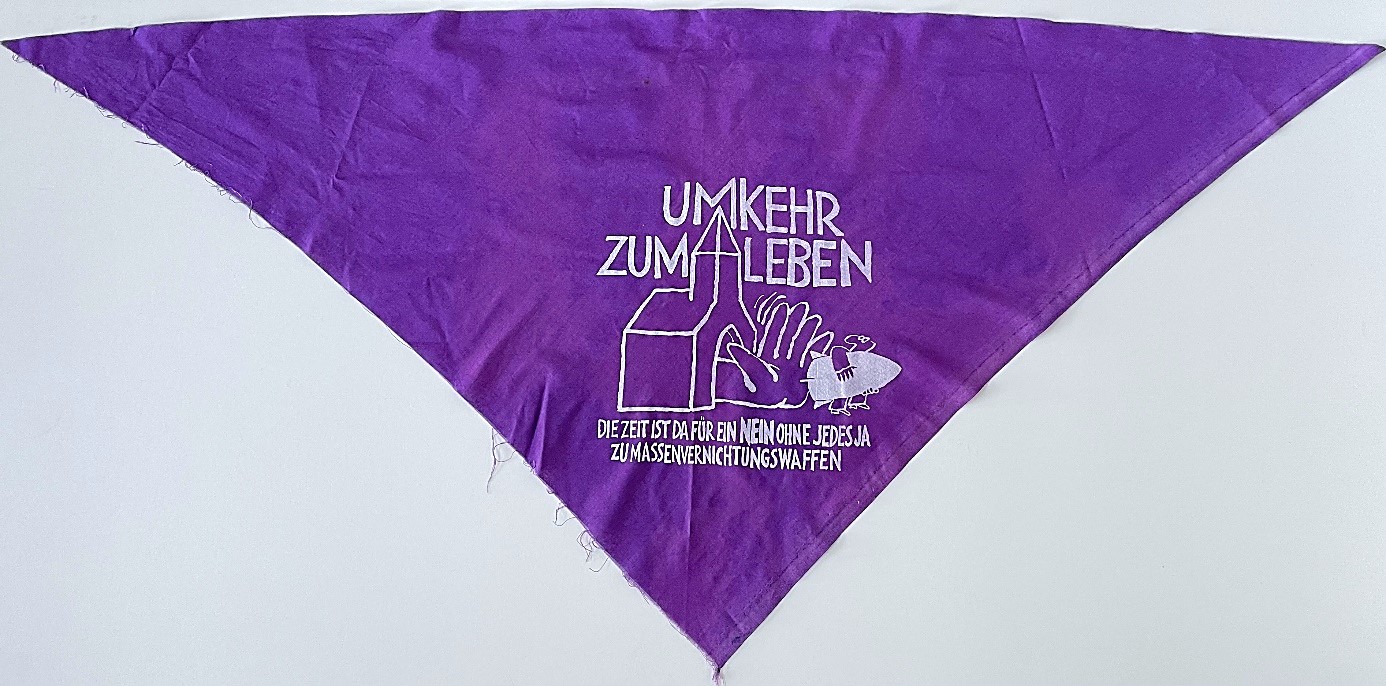 UMKEHR
ZUM LEBEN
DIE ZEIT IST DA FÜR EIN NEIN OHNE JEDES JA
ZU MASSENVERNICHTUNGSWAFFEN